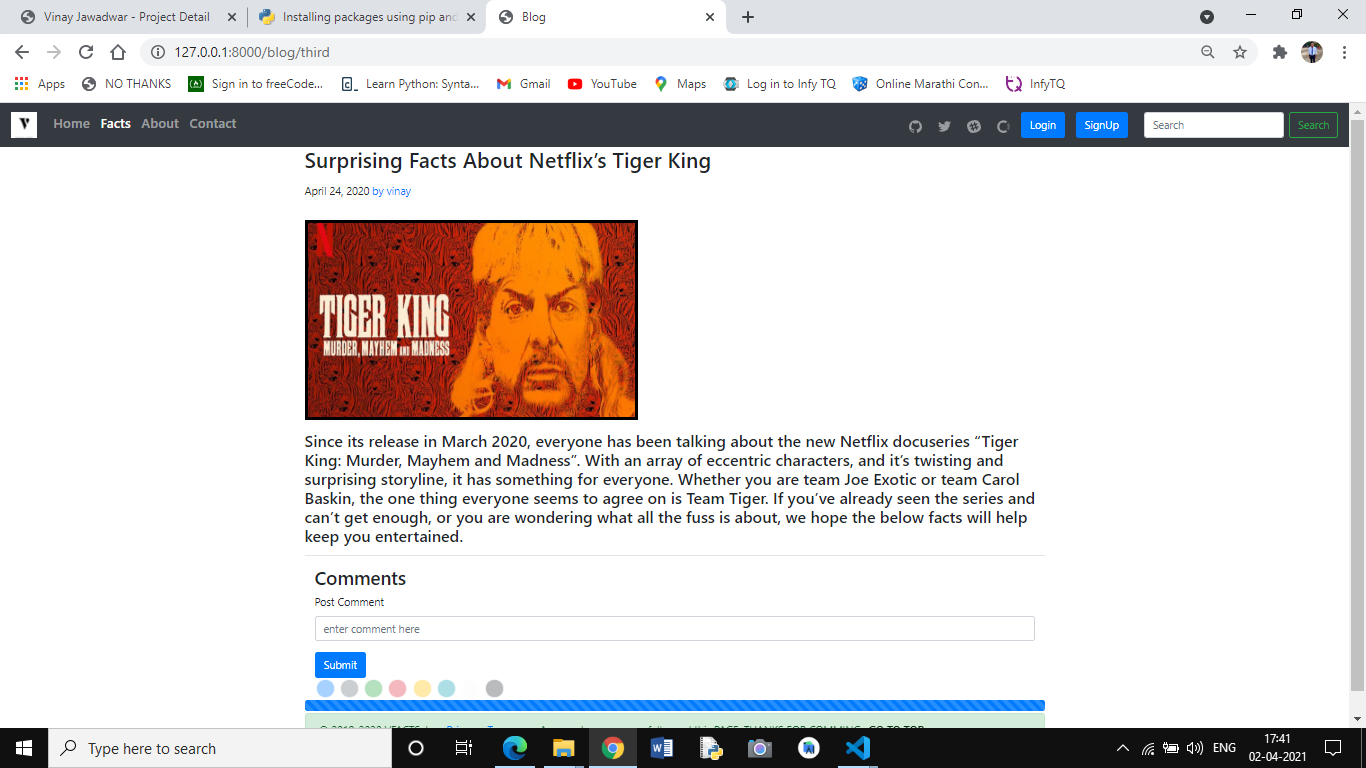 Vinay Jawadwar - Project Detail
Installing packages using pip and
Blog
127.0.0.1:8000/blog/third
Apps
NO THANKS
Sign in to freeCode...
Learn Python: Synta...
Gmail
YouTube
Maps
Log in to Infy TQ
Online Marathi Con...
InfyTQ
V
Home Facts About Contact
Login
SignUp
Search
Search
Surprising Facts About Netflix’s Tiger King
April 24, 2020 by vinay
N
TIGER KING
MURDER, MAYHEM AND MADNESS
Since its release in March 2020, everyone has been talking about the new Netflix docuseries “Tiger
King: Murder, Mayhem and Madness”. With an array of eccentric characters, and it’s twisting and
surprising storyline, it has something for everyone. Whether you are team Joe Exotic or team Carol
Baskin, the one thing everyone seems to agree on is Team Tiger. If you’ve already seen the series and
can’t get enough, or you are wondering what all the fuss is about, we hope the below facts will help
keep you entertained.
Comments
Post Comment
enter comment here
Submit
Type here to search
ENG
17:41
02-04-2021